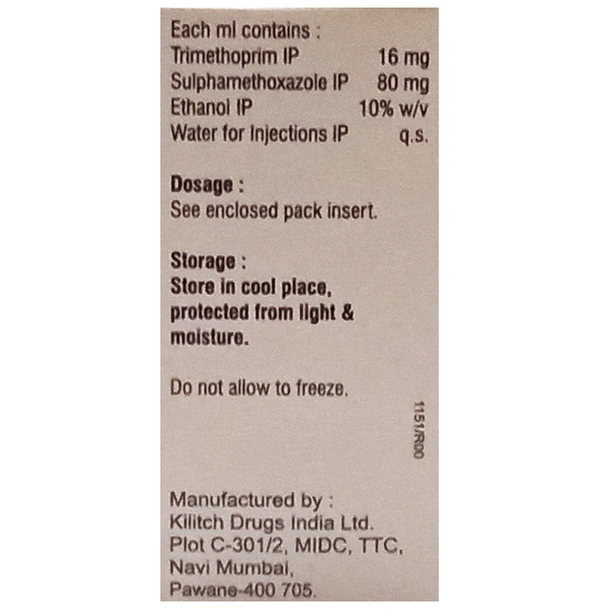 Each ml contains :
Trimethoprim IP 16 mg
Sulphamethoxazole IP 80 mg
Ethanol IP 10% w/v
Water for Injections IP q.s.
Dosage :
See enclosed pack insert.
Storage :
Store in cool place,
protected from light &
moisture.
Do not allow to freeze.
1151/R00
Manufactured by :
Kilitch Drugs India Ltd.
Plot C-301/2, MIDC, TTC,
Navi Mumbai,
Pawane-400 705.